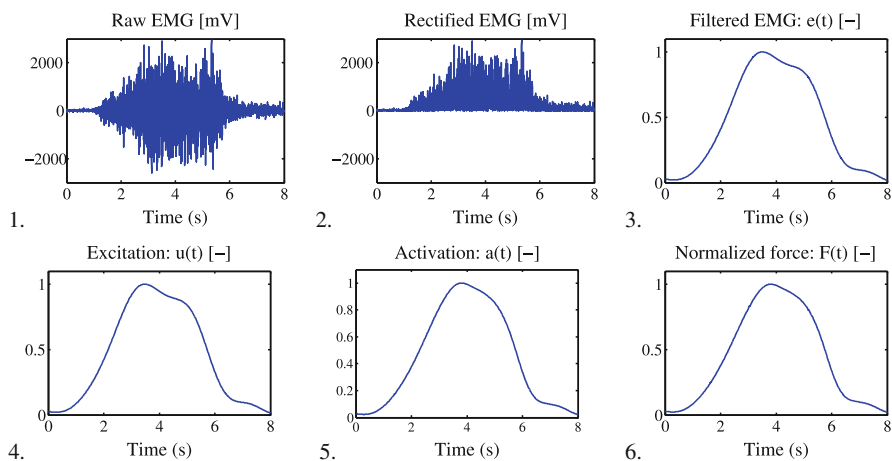 Raw EMG [mV]
2000
0
−2000
0 2 4 6 8
Time (s)
1.
Rectified EMG [mV]
2000
0
−2000
0 2 4 6 8
Time (s)
2.
Filtered EMG: e(t) [−]
1
0.5
0
0 2 4 6 8
Time (s)
3.
Excitation: u(t) [−]
1
0.5
0
0 2 4 6 8
Time (s)
4.
Activation: a(t) [−]
1
0.8
0.6
0.4
0.2
0
0 2 4 6 8
Time (s)
5.
Normalized force: F(t) [−]
1
0.5
0
0 2 4 6 8
Time (s)
6.